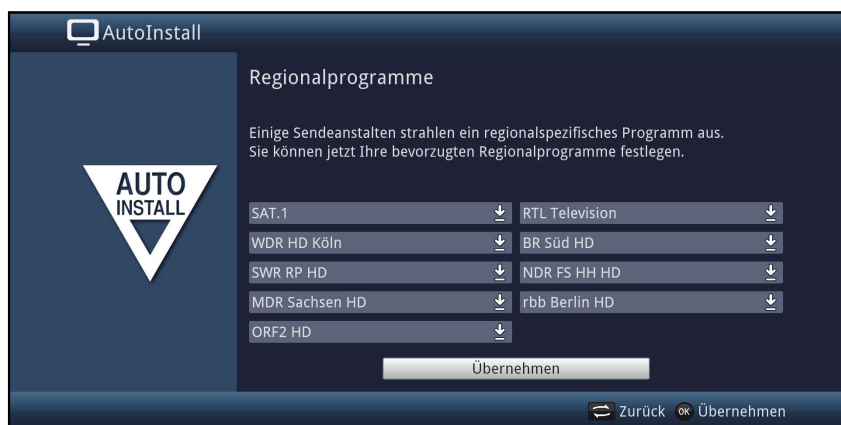 AutoInstall
AUTO
INSTALL
Regionalprogramme
Einige Sendeanstalten strahlen ein regionalspezifisches Programm aus.
Sie können jetzt Ihre bevorzugten Regionalprogramme festlegen.
SAT.1
RTL Television
WDR HD Köln
BR Süd HD
SWR RP HD
NDR FS HH HD
MDR Sachsen HD
rbb Berlin HD
ORF2 HD
Übernehmen
Zurück OK Übernehmen